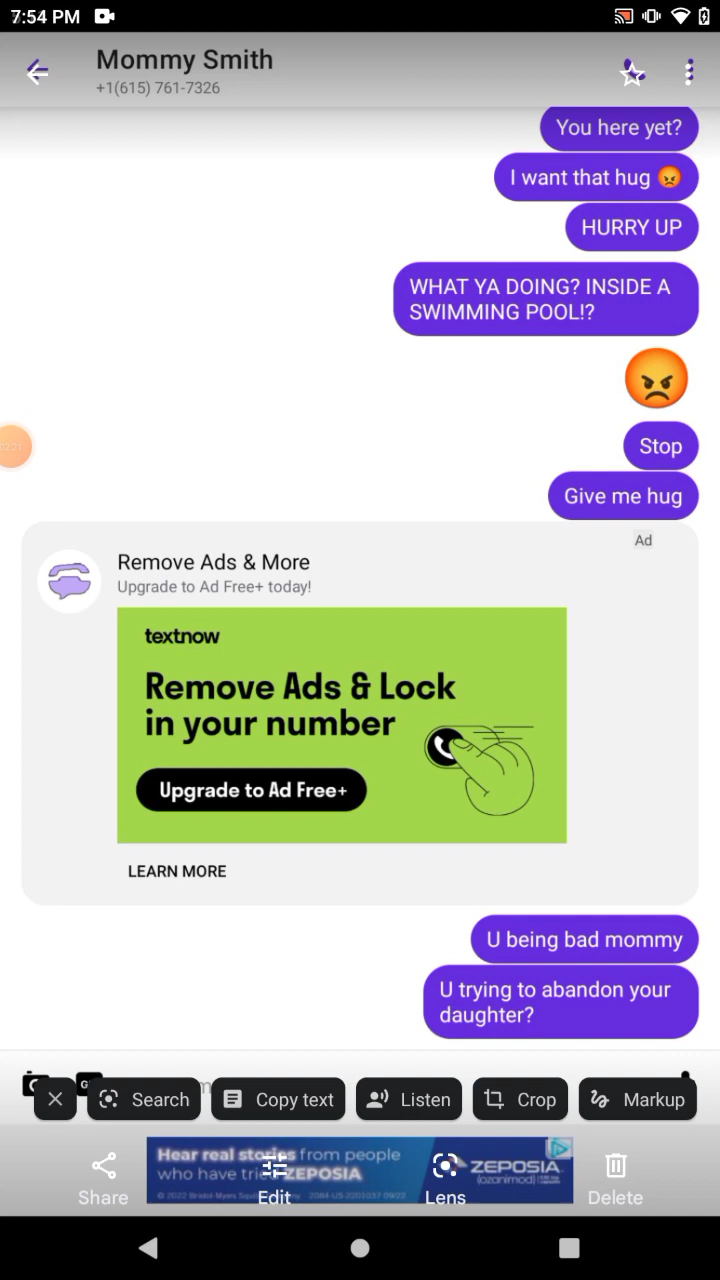 7:54 PM
Mommy Smith
+1(615) 761-7326
You here yet?
I want that hug 😡
HURRY UP
WHAT YA DOING? INSIDE A
SWIMMING POOL!?
😡
Stop
Give me hug
Ad
Remove Ads & More
Upgrade to Ad Free+ today!
textnow
Remove Ads & Lock
in your number
Upgrade to Ad Free+
LEARN MORE
U being bad mommy
U trying to abandon your
daughter?
Search
Copy text
Listen
Crop
Markup
Hear real stories from people
who have tried ZEPOSIA
ZEPOSIA
(ozanimod)
Share
Edit
Lens
Delete